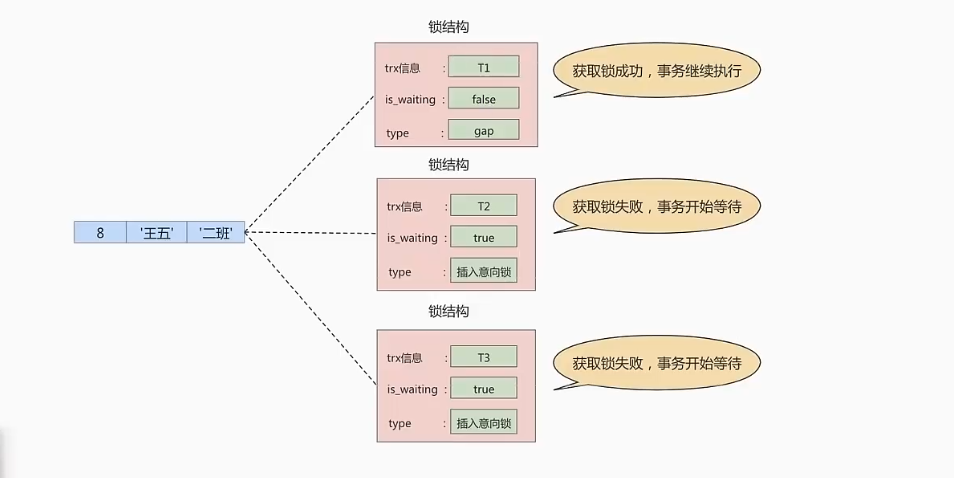 锁结构
trx信息 : T1
获取锁成功，事务继续执行
is_waiting : false
type : gap
锁结构
trx信息 : T2
获取锁失败，事务开始等待
8 '王五' '二班'
is_waiting : true
type : 插入意向锁
锁结构
trx信息 : T3
获取锁失败，事务开始等待
is_waiting : true
type : 插入意向锁